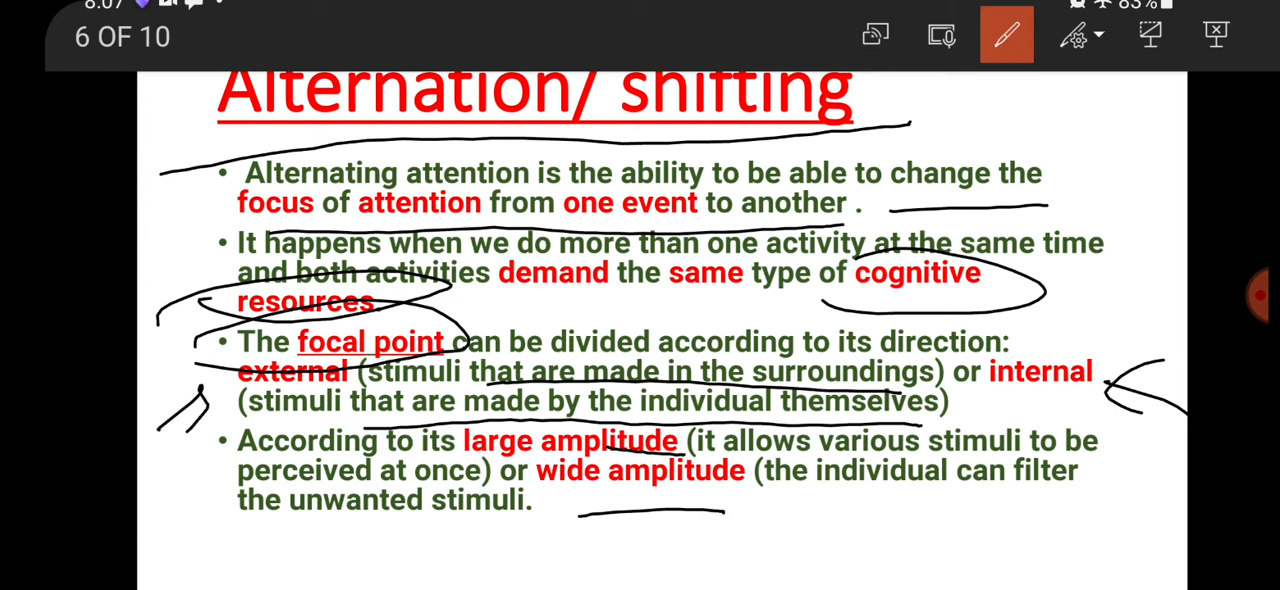 8:07 83%
6 OF 10
Alternation/ shifting
• Alternating attention is the ability to be able to change the
focus of attention from one event to another .
• It happens when we do more than one activity at the same time
and both activities demand the same type of cognitive
resources.
• The focal point can be divided according to its direction:
external (stimuli that are made in the surroundings) or internal
(stimuli that are made by the individual themselves)
• According to its large amplitude (it allows various stimuli to be
perceived at once) or wide amplitude (the individual can filter
the unwanted stimuli.